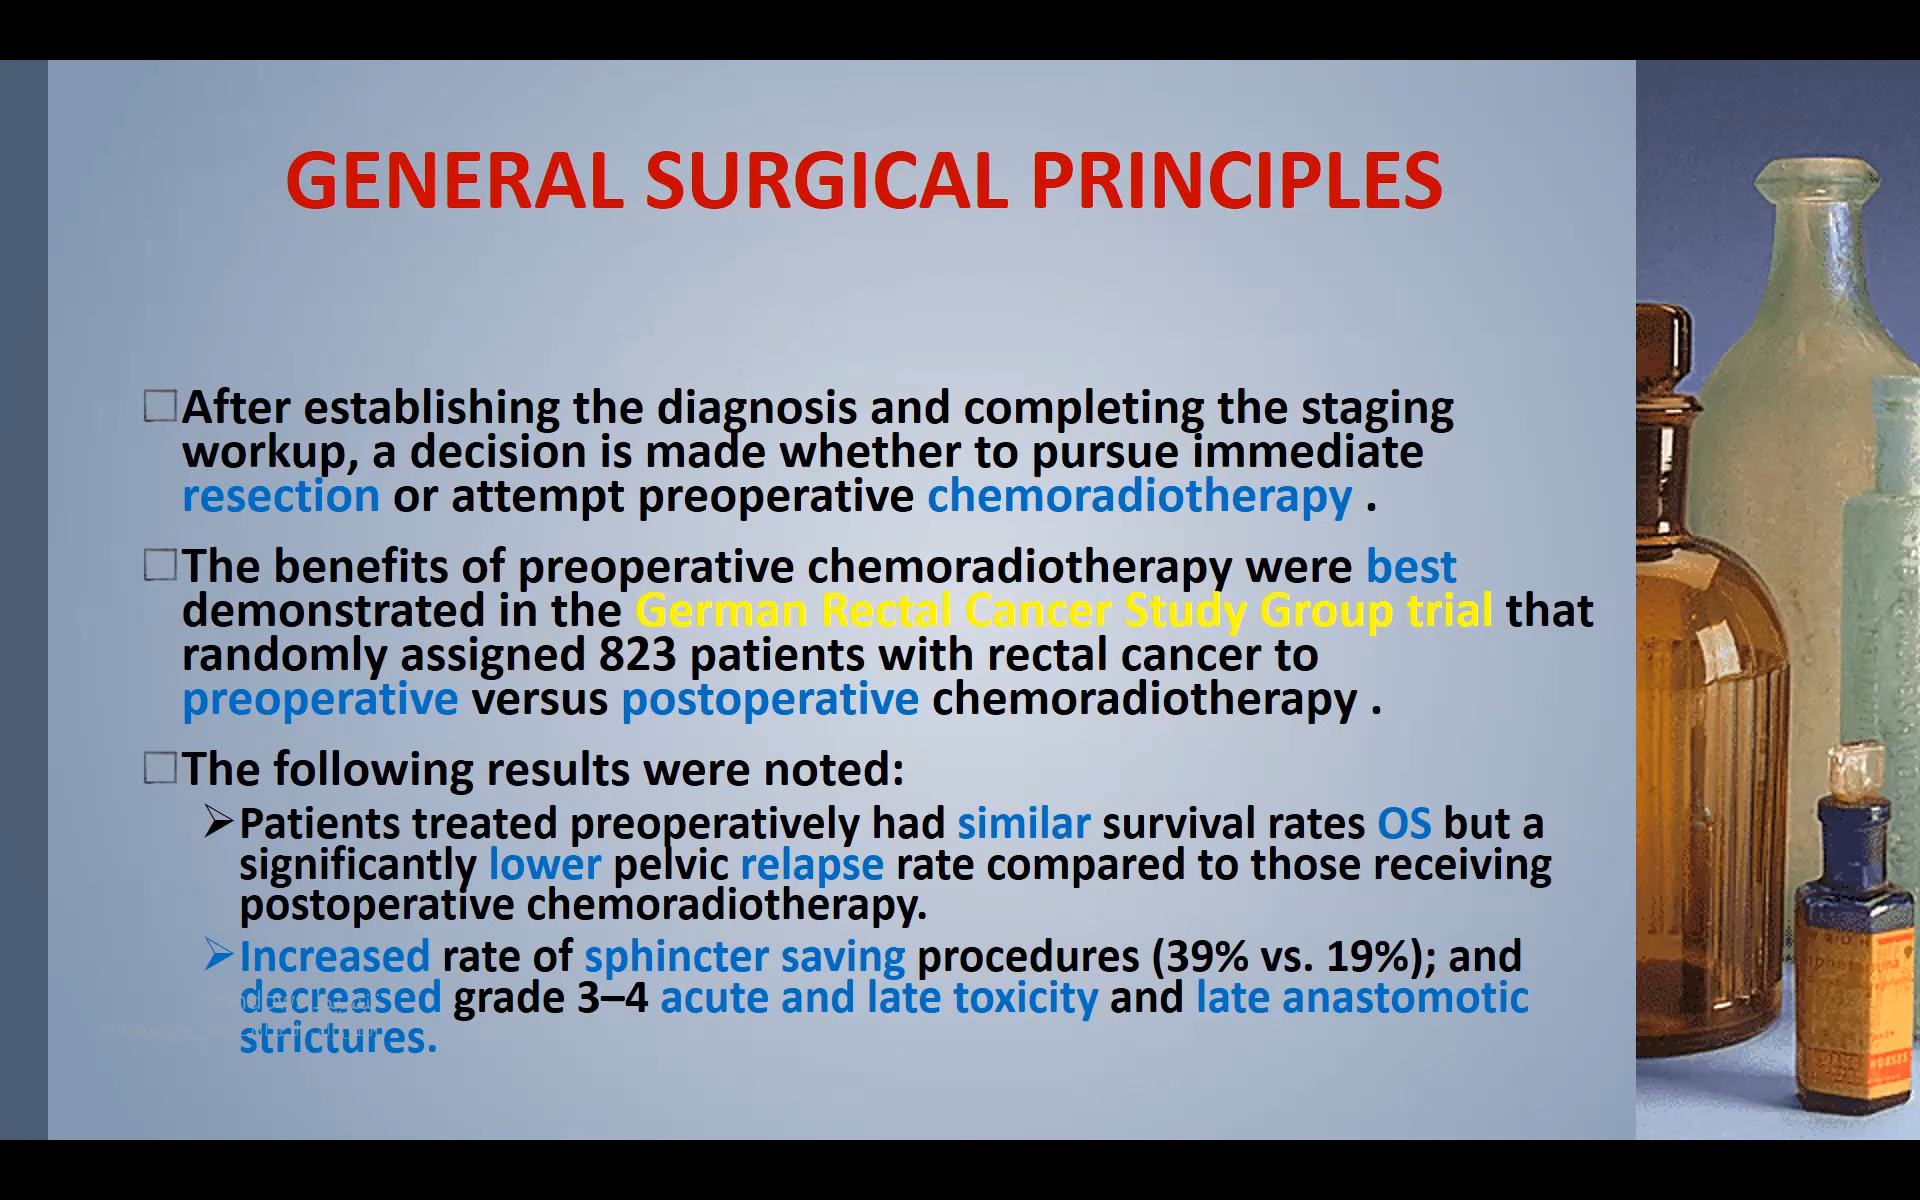 GENERAL SURGICAL PRINCIPLES
After establishing the diagnosis and completing the staging
workup, a decision is made whether to pursue immediate
resection or attempt preoperative chemoradiotherapy .
The benefits of preoperative chemoradiotherapy were best
demonstrated in the German Rectal Cancer Study Group trial that
randomly assigned 823 patients with rectal cancer to
preoperative versus postoperative chemoradiotherapy .
The following results were noted:
Patients treated preoperatively had similar survival rates OS but a
significantly lower pelvic relapse rate compared to those receiving
postoperative chemoradiotherapy.
Increased rate of sphincter saving procedures (39% vs. 19%); and
decreased grade 3–4 acute and late toxicity and late anastomotic
strictures.